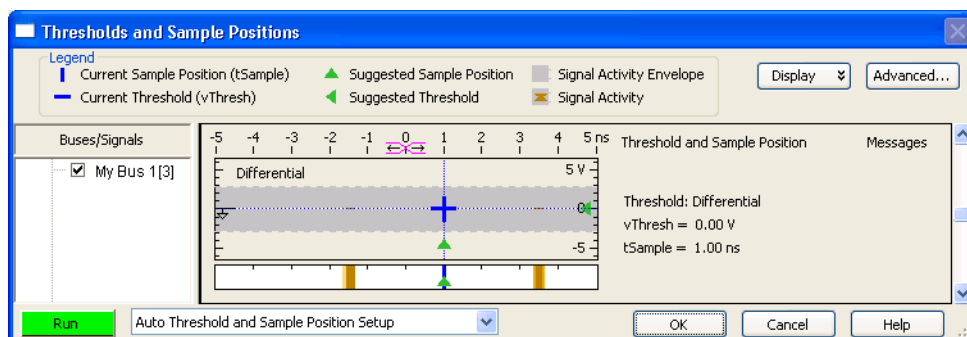 Thresholds and Sample Positions
Legend
Current Sample Position (tSample)
Suggested Sample Position
Signal Activity Envelope
Current Threshold (vThresh)
Suggested Threshold
Signal Activity
Display
Advanced...
Buses/Signals
-5 -4 -3 -2 -1 0 1 2 3 4 5 ns
Threshold and Sample Position
Messages
My Bus 1[3]
Differential
5 V
0
-5
Threshold: Differential
vThresh = 0.00 V
tSample = 1.00 ns
Run
Auto Threshold and Sample Position Setup
OK
Cancel
Help